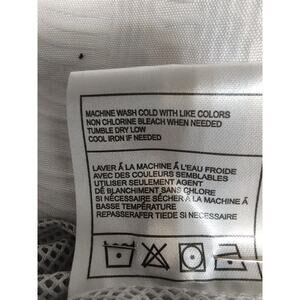 MACHINE WASH COLD WITH LIKE COLORS
NON CHLORINE BLEACH WHEN NEEDED
TUMBLE DRY LOW
COOL IRON IF NEEDED
LAVER Á LA MACHINE Á L'EAU FROIDE
AVEC DES COULEURS SEMBLABLES
UTILISER SEULEMENT AGENT
DE BLANCHIMENT SANS CHLORE
SI NÉCESSAIRE SÉCHER Á LA MACHINE Á
BASSE TEMPÉRATURE
REPASSERAFER TIEDE SI NECESSAIRE